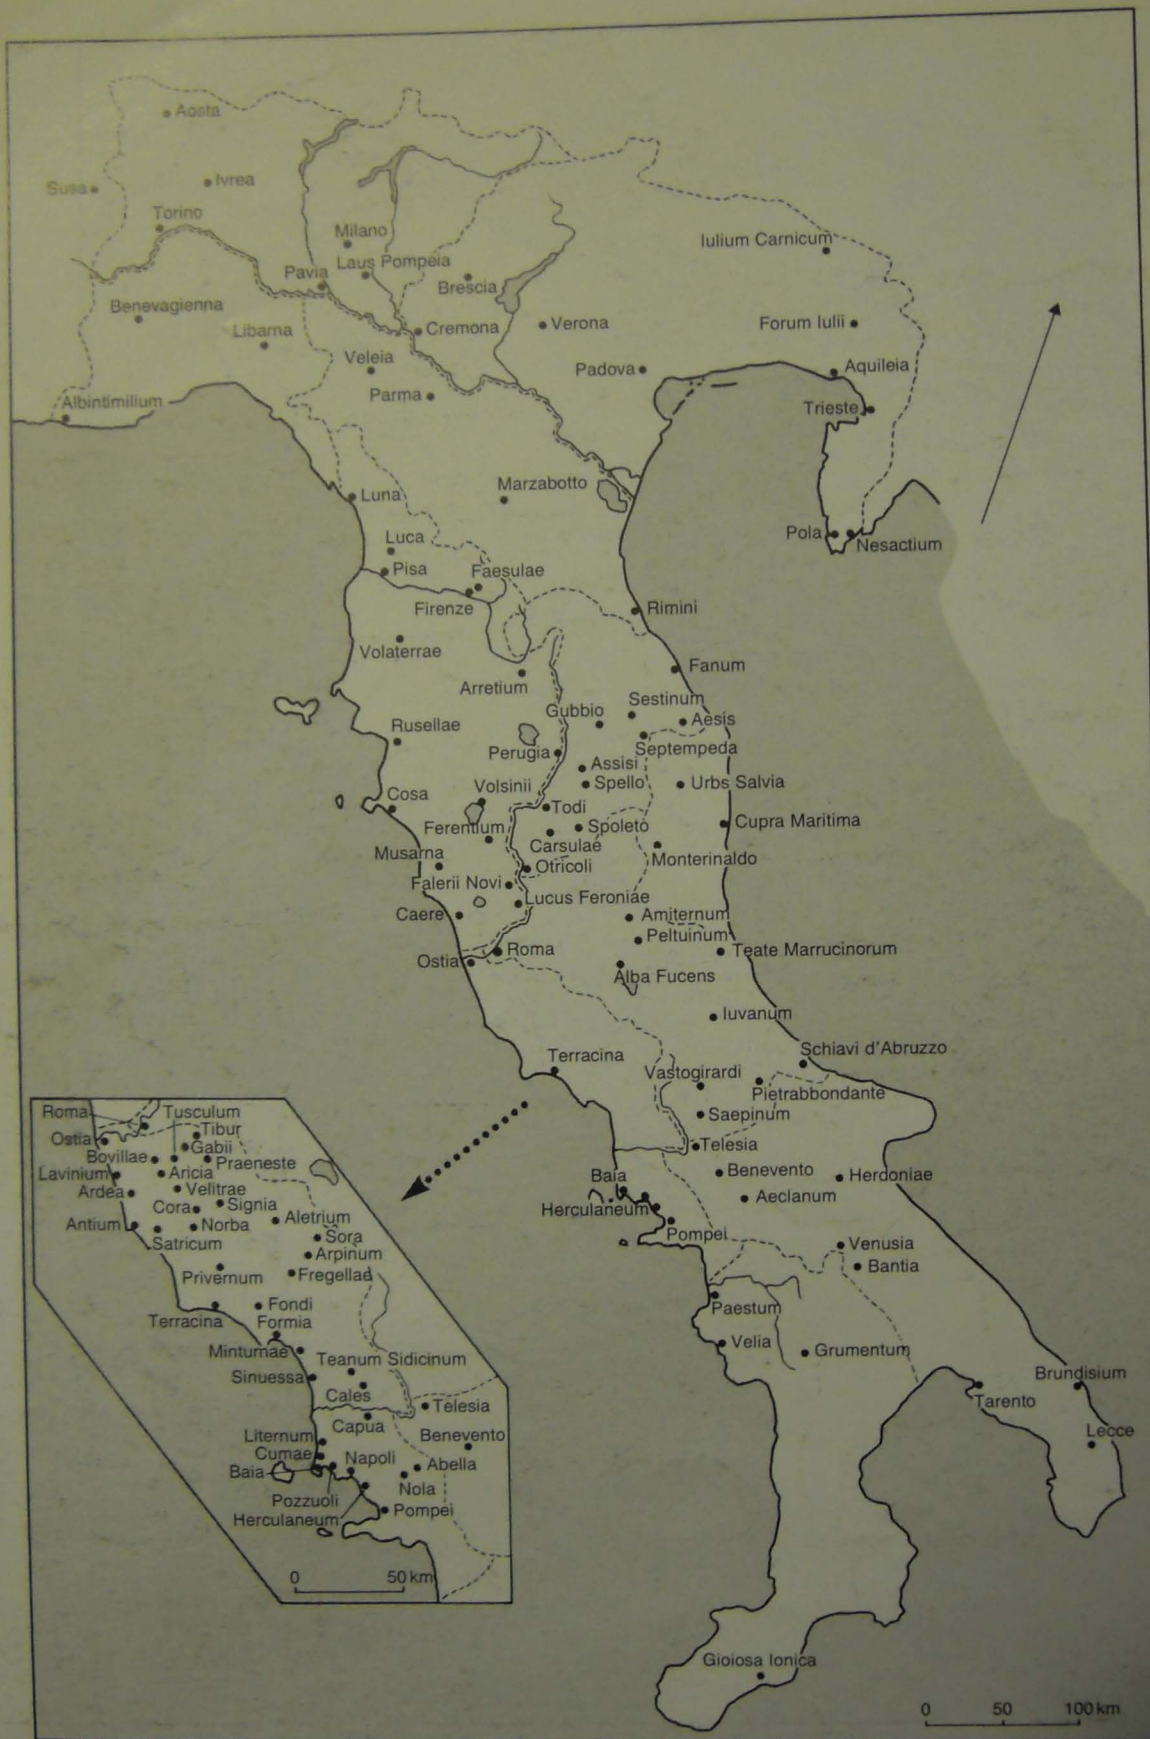 Aosta
Susa
Ivrea
Torino
Milano
Iulium Carnicum
Laus Pompeia
Pavia
Brescia
Benevagienna
Libarna
Cremona
Verona
Forum Iulii
Veleia
Padova
Aquileia
Parma
Albintimilium
Trieste
Marzabotto
Luna
Pola
Nesactium
Luca
Pisa
Faesulae
Firenze
Rimini
Volaterrae
Fanum
Arretium
Sestinum
Gubbio
Aesis
Rusellae
Septempeda
Perugia
Assisi
Spello
Urbs Salvia
Volsinii
Cosa
Todi
Cupra Maritima
Ferentium
Spoleto
Carsulae
Musarna
Monterinaldo
Otricoli
Falerii Novi
Lucus Feroniae
Caere
Amiternum
Peltuinum
Roma
Teate Marrucinorum
Ostia
Alba Fucens
Iuvanum
Schiavi d'Abruzzo
Terracina
Vastogirardi
Pietrabbondante
Saepinum
Telesia
Benevento
Herdoniae
Baia
Aeclanum
Herculaneum
Pompei
Venusia
Bantia
Paestum
Velia
Grumentum
Brundisium
Tarento
Lecce
Gioiosa Ionica
0 50 100 km
Roma
Tusculum
Tibur
Ostia
Gabii
Bovillae
Praeneste
Lavinium
Aricia
Ardea
Velitrae
Signia
Cora
Aletrium
Antium
Norba
Satricum
Sora
Arpinum
Privernum
Fregellae
Fondi
Terracina
Formia
Minturnae
Teanum Sidicinum
Sinuessa
Cales
Telesia
Capua
Liternum
Benevento
Cumae
Napoli
Abella
Baia
Nola
Pozzuoli
Herculaneum
Pompei
0 50 km